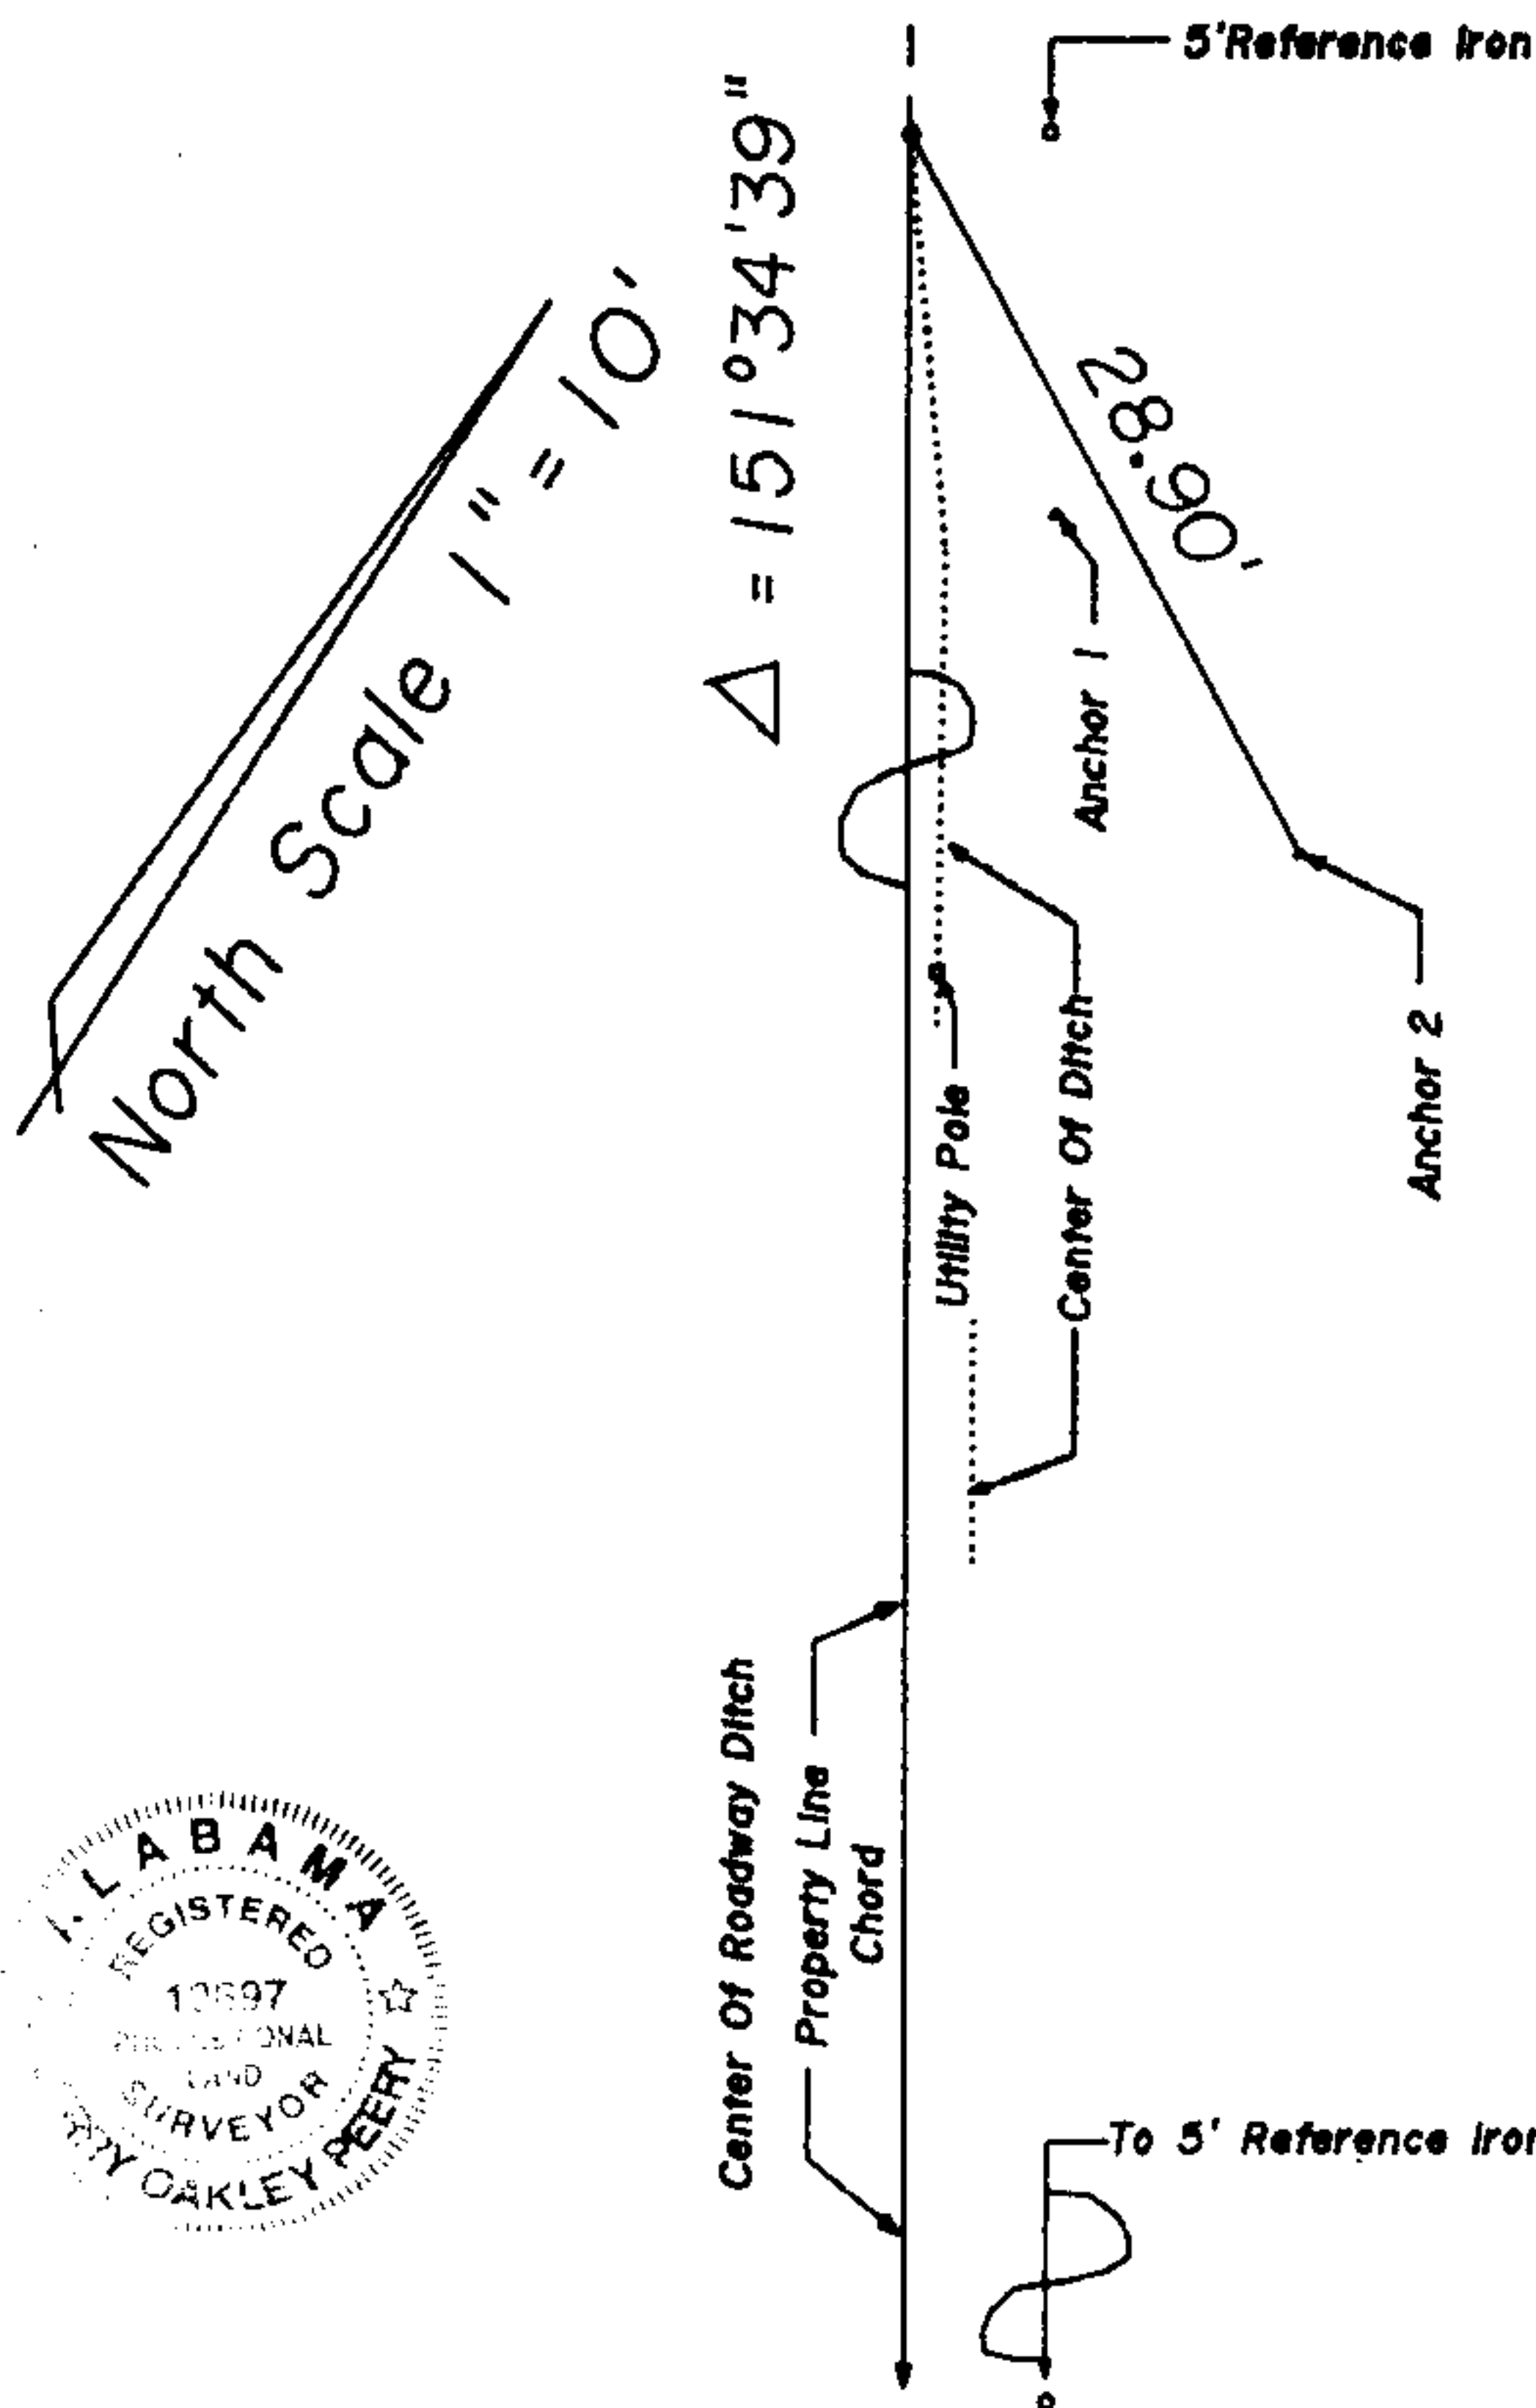 5'Reference Iron
Δ = 151°34'39"
28.90'
North Scale 1" = 10'
Anchor 1
Anchor 2
Utility Pole
Center Of Ditch
Center Of Roadway Ditch
Property Line
Chord
To 5' Reference Iron
ALABAMA
REGISTERED
PROFESSIONAL
LAND
SURVEYOR
OAKLEY PEERY